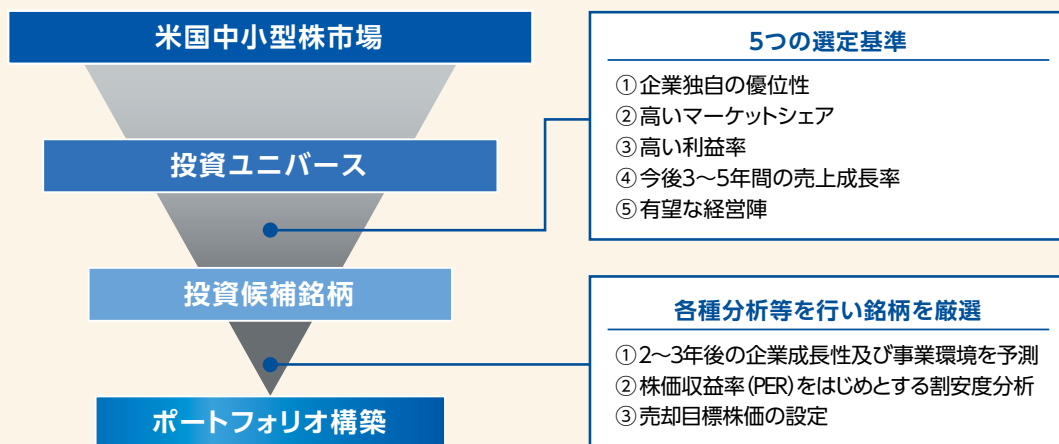 米国中小型株市場
投資ユニバース
投資候補銘柄
ポートフォリオ構築
5つの選定基準
①企業独自の優位性
②高いマーケットシェア
③高い利益率
④今後3～5年間の売上成長率
⑤有望な経営陣
各種分析等を行い銘柄を厳選
①2～3年後の企業成長性及び事業環境を予測
②株価収益率(PER)をはじめとする割安度分析
③売却目標株価の設定